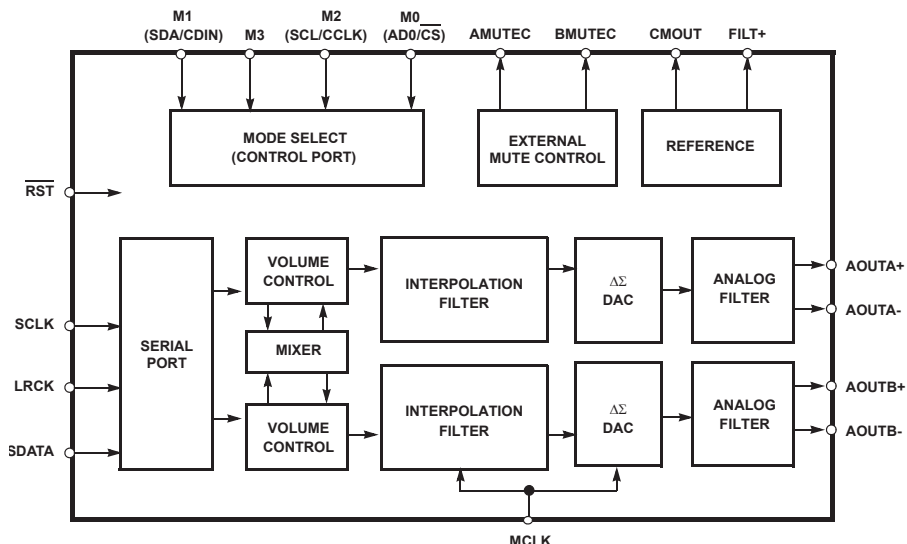 M1
(SDA/CDIN)
M3
M2
(SCL/CCLK)
M0
(AD0/CS)
AMUTEC
BMUTEC
CMOUT
FILT+
MODE SELECT
(CONTROL PORT)
EXTERNAL
MUTE CONTROL
REFERENCE
RST
SCLK
LRCK
SDATA
SERIAL
PORT
VOLUME
CONTROL
MIXER
VOLUME
CONTROL
INTERPOLATION
FILTER
ΔΣ
DAC
ANALOG
FILTER
AOUTA+
AOUTA-
INTERPOLATION
FILTER
ΔΣ
DAC
ANALOG
FILTER
AOUTB+
AOUTB-
MCLK